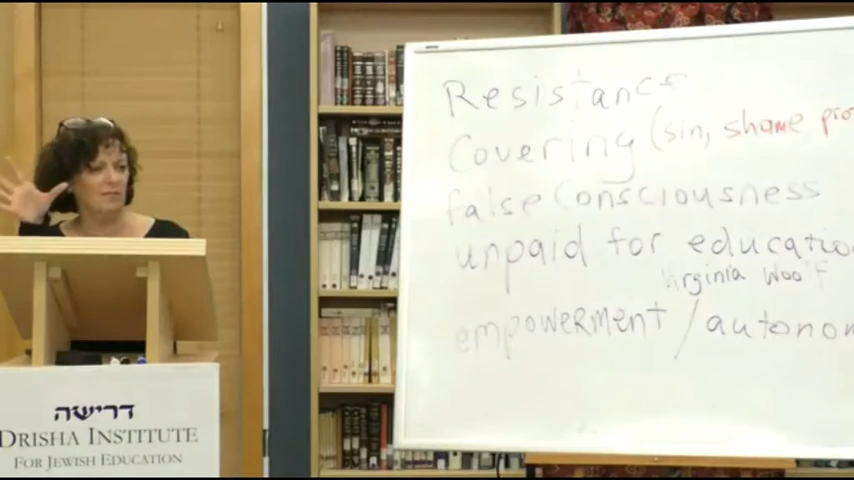 Resistance
Covering (sin, shame pro
false Consciousness
unpaid for educatio
Virginia Woolf
empowerment / autonom
דרישה
DRISHA INSTITUTE
FOR JEWISH EDUCATION